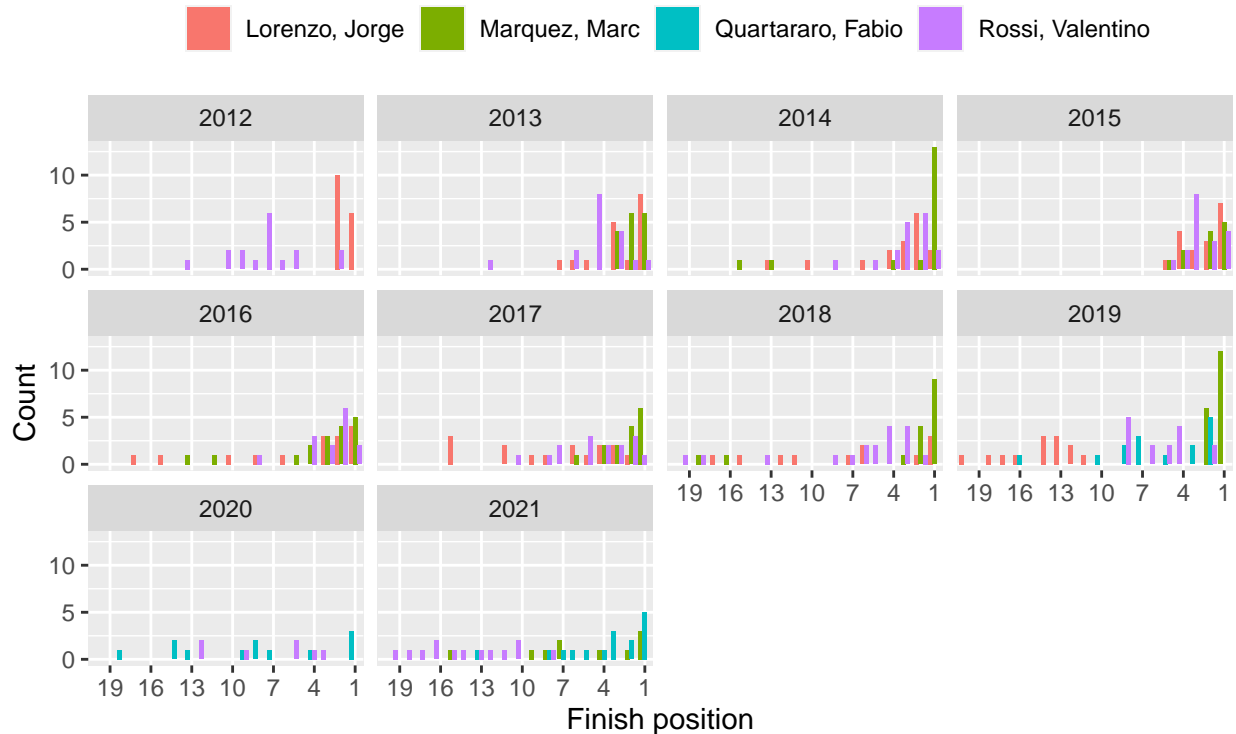 Lorenzo, Jorge Marquez, Marc Quartararo, Fabio Rossi, Valentino
2012 2013 2014 2015
10
5
0
2016 2017 2018 2019
10
5
0
19 16 13 10 7 4 1 19 16 13 10 7 4 1
2020 2021
10
5
0
19 16 13 10 7 4 1 19 16 13 10 7 4 1
Count
Finish position